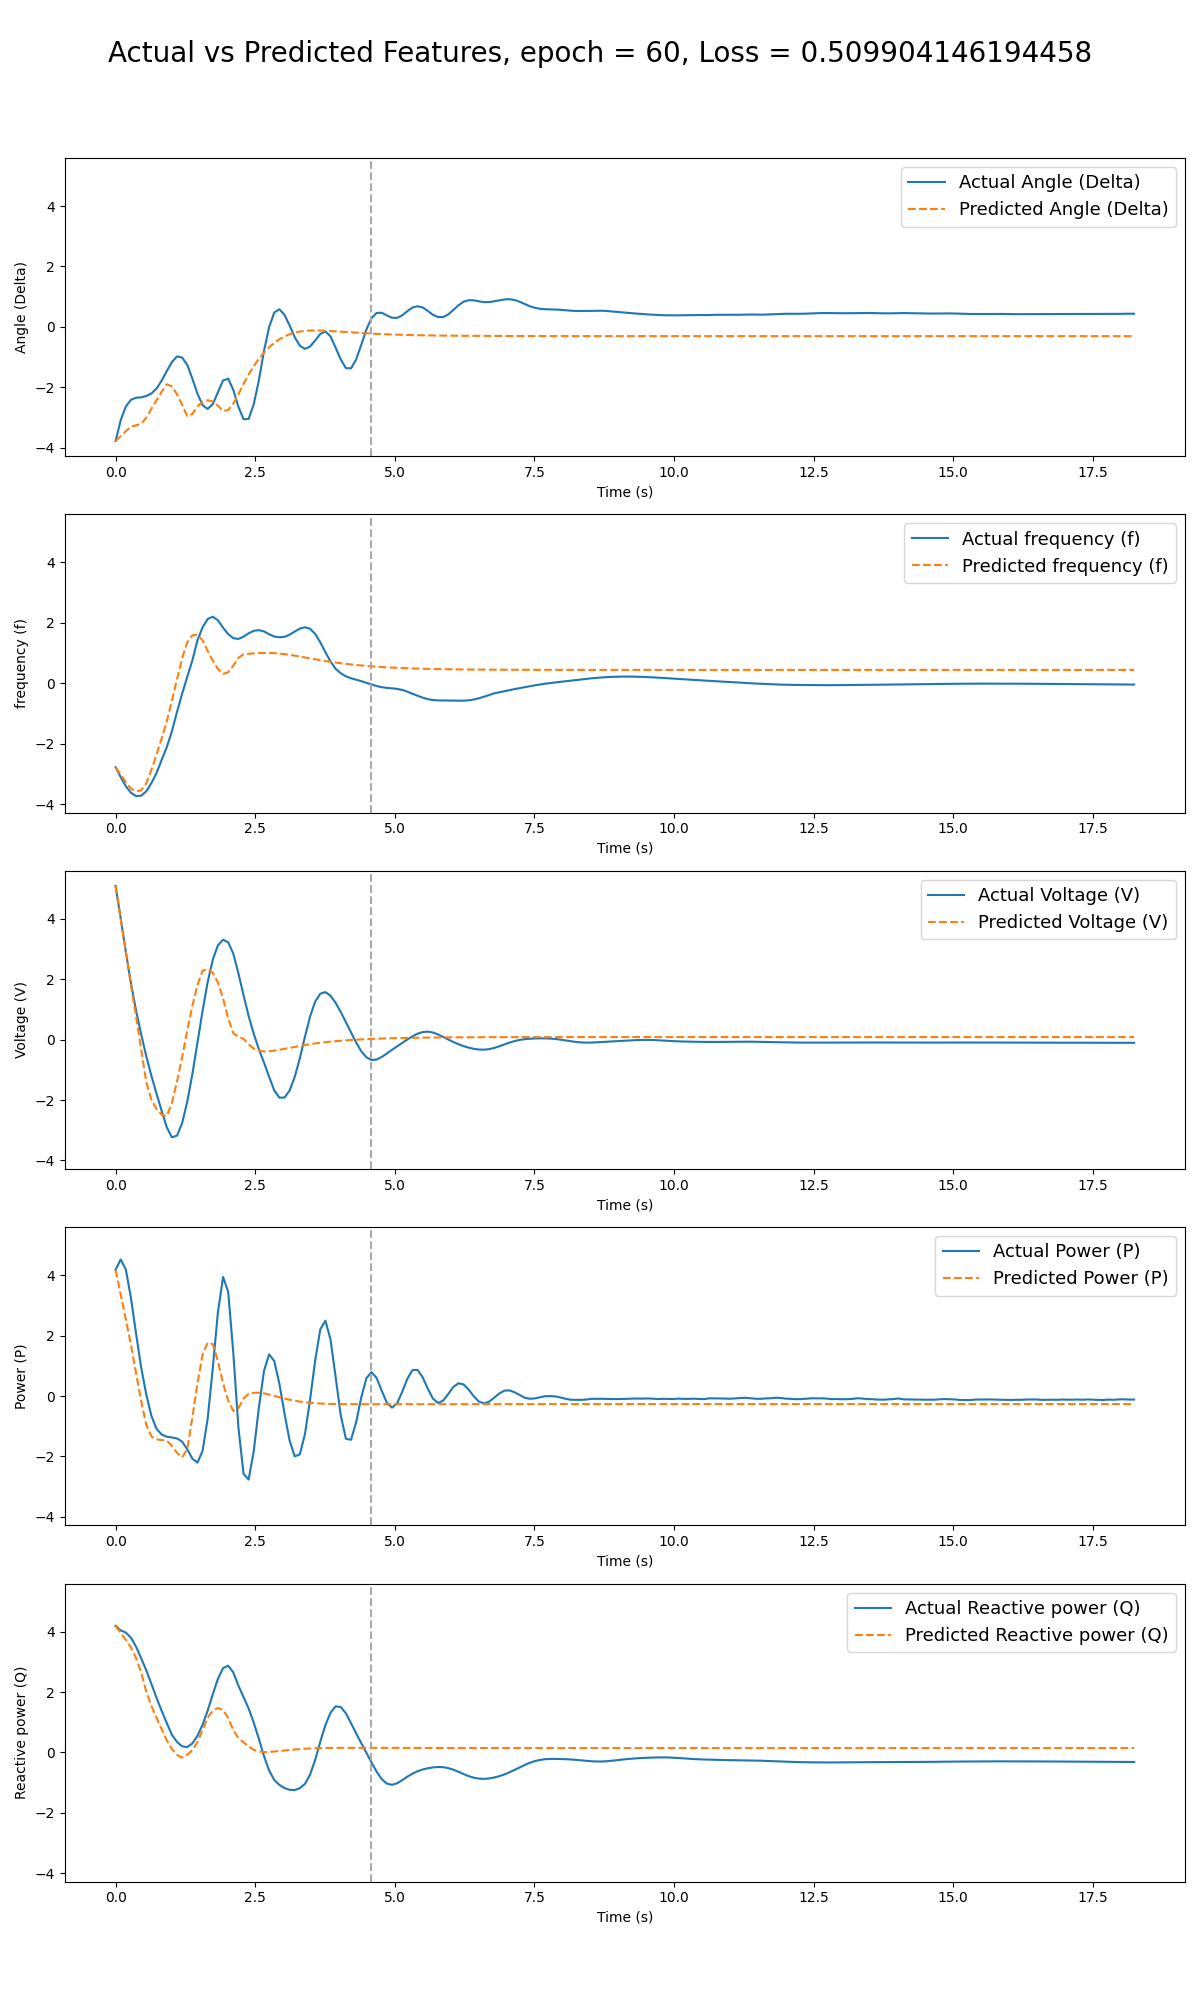 Actual vs Predicted Features, epoch = 60, Loss = 0.509904146194458
Actual Angle (Delta)
Predicted Angle (Delta)
Angle (Delta)
4
2
0
−2
−4
0.0 2.5 5.0 7.5 10.0 12.5 15.0 17.5
Time (s)
Actual frequency (f)
Predicted frequency (f)
frequency (f)
4
2
0
−2
−4
0.0 2.5 5.0 7.5 10.0 12.5 15.0 17.5
Time (s)
Actual Voltage (V)
Predicted Voltage (V)
Voltage (V)
4
2
0
−2
−4
0.0 2.5 5.0 7.5 10.0 12.5 15.0 17.5
Time (s)
Actual Power (P)
Predicted Power (P)
Power (P)
4
2
0
−2
−4
0.0 2.5 5.0 7.5 10.0 12.5 15.0 17.5
Time (s)
Actual Reactive power (Q)
Predicted Reactive power (Q)
Reactive power (Q)
4
2
0
−2
−4
0.0 2.5 5.0 7.5 10.0 12.5 15.0 17.5
Time (s)